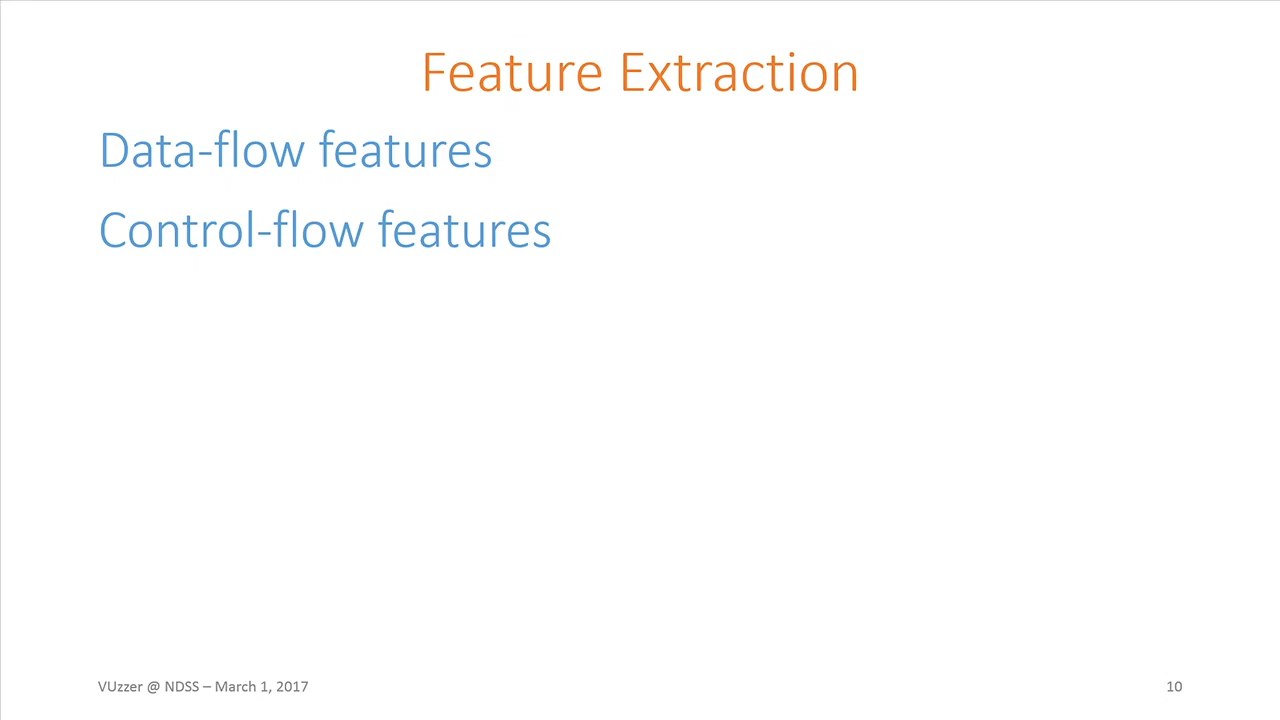 Feature Extraction
Data-flow features
Control-flow features
VUzzer @ NDSS – March 1, 2017
10